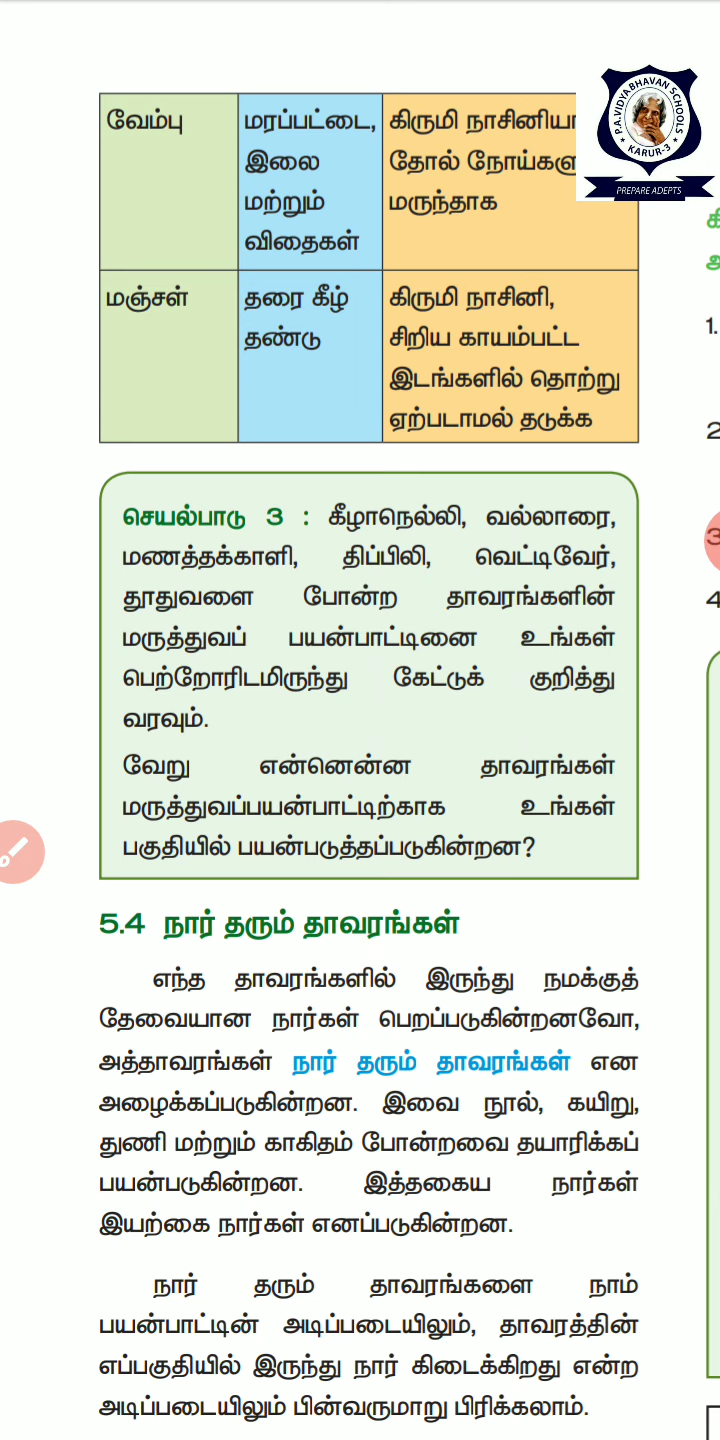 வேம்பு
மரப்பட்டை,
இலை
மற்றும்
விதைகள்
கிருமி
தோல்
மருந்தாக
மஞ்சள்
தரை கீழ்
தண்டு
கிருமி நாசினி,
சிறிய காயம்பட்ட
இடங்களில் தொற்று
ஏற்படாமல் தடுக்க
P.A.VIDYABHAVAN SCHOOLS
KARUR-3
PREPARE ADEPTS
செயல்பாடு 3 : கீழாநெல்லி, வல்லாரை,
மணத்தக்காளி, திப்பிலி, வெட்டிவேர்,
தூதுவளை போன்ற தாவரங்களின்
மருத்துவப் பயன்பாட்டினை உங்கள்
பெற்றோரிடமிருந்து கேட்டுக் குறித்து
வரவும்.
வேறு என்னென்ன தாவரங்கள்
மருத்துவப்பயன்பாட்டிற்காக உங்கள்
பகுதியில் பயன்படுத்தப்படுகின்றன?
5.4 நார் தரும் தாவரங்கள்
எந்த தாவரங்களில் இருந்து நமக்குத்
தேவையான நார்கள் பெறப்படுகின்றனவோ,
அத்தாவரங்கள் நார் தரும் தாவரங்கள் என
அழைக்கப்படுகின்றன. இவை நூல், கயிறு,
துணி மற்றும் காகிதம் போன்றவை தயாரிக்கப்
பயன்படுகின்றன. இத்தகைய நார்கள்
இயற்கை நார்கள் எனப்படுகின்றன.
நார் தரும் தாவரங்களை நாம்
பயன்பாட்டின் அடிப்படையிலும், தாவரத்தின்
எப்பகுதியில் இருந்து நார் கிடைக்கிறது என்ற
அடிப்படையிலும் பின்வருமாறு பிரிக்கலாம்.
1.
2
3
4